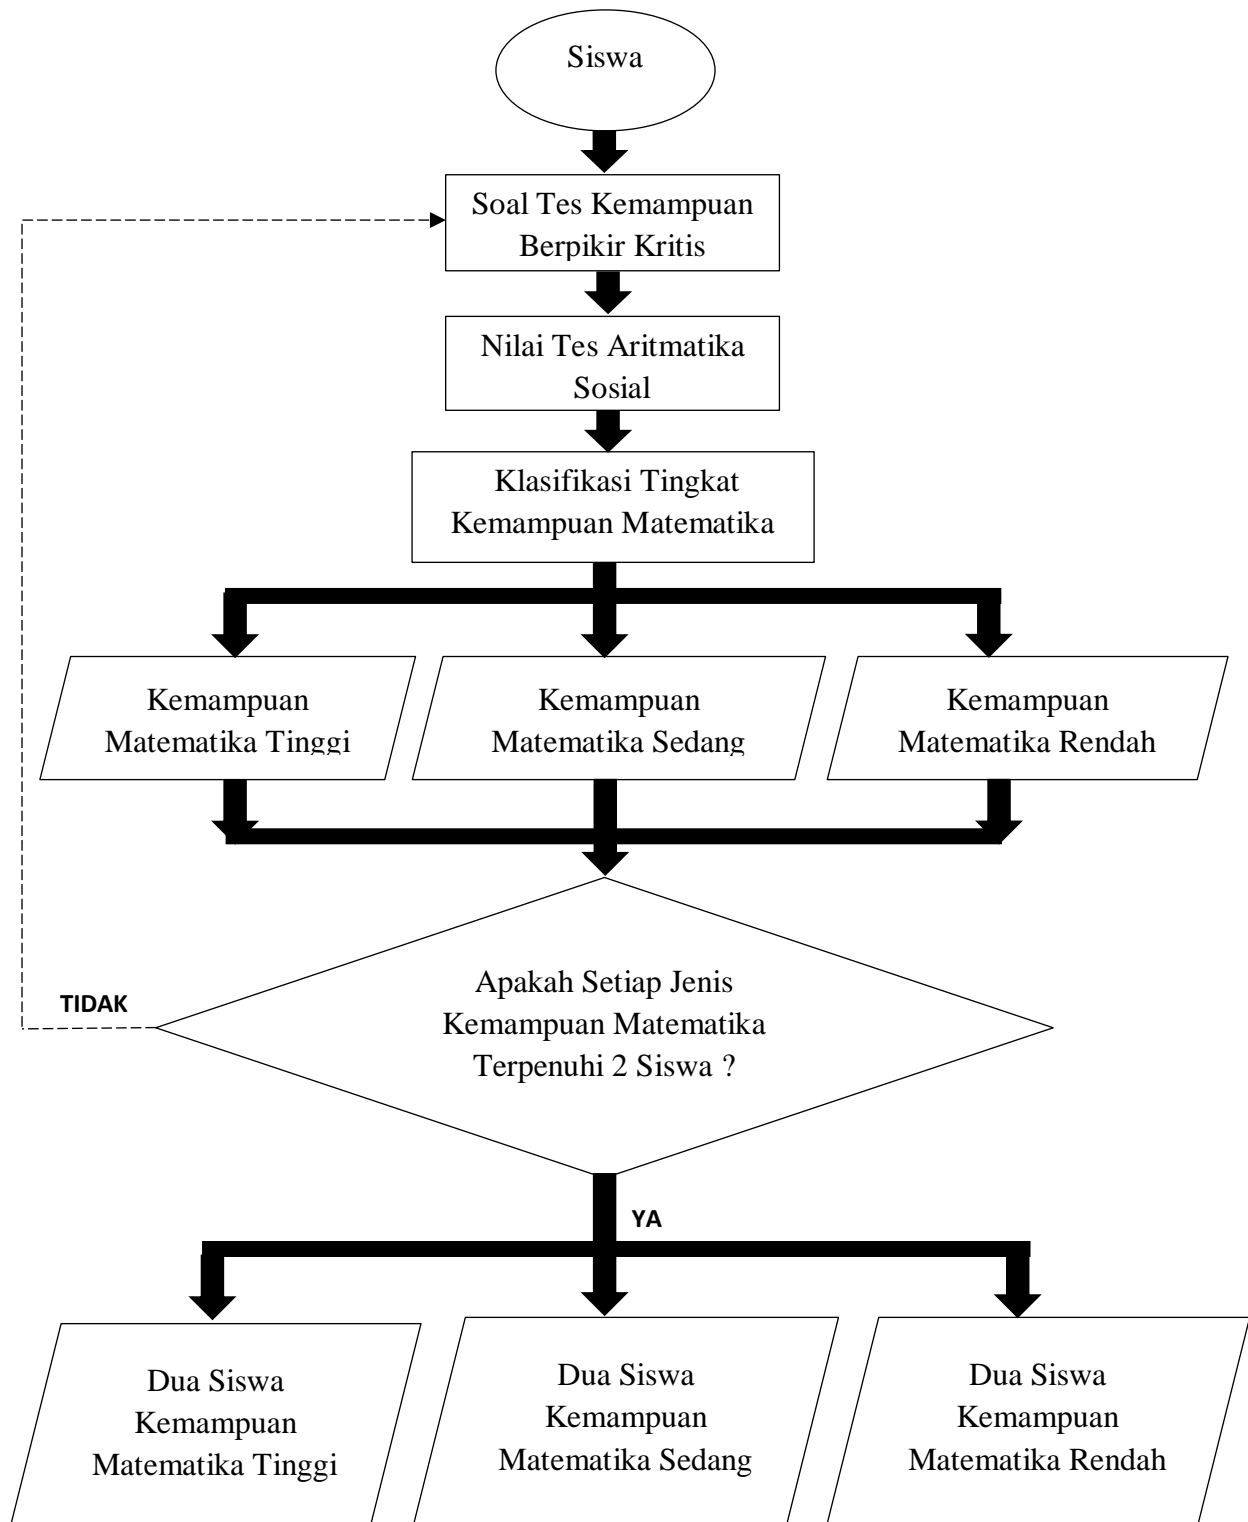 Siswa
Soal Tes Kemampuan
Berpikir Kritis
Nilai Tes Aritmatika
Sosial
Klasifikasi Tingkat
Kemampuan Matematika
Kemampuan
Matematika Tinggi
Kemampuan
Matematika Sedang
Kemampuan
Matematika Rendah
Apakah Setiap Jenis
Kemampuan Matematika
Terpenuhi 2 Siswa ?
TIDAK
YA
Dua Siswa
Kemampuan
Matematika Tinggi
Dua Siswa
Kemampuan
Matematika Sedang
Dua Siswa
Kemampuan
Matematika Rendah